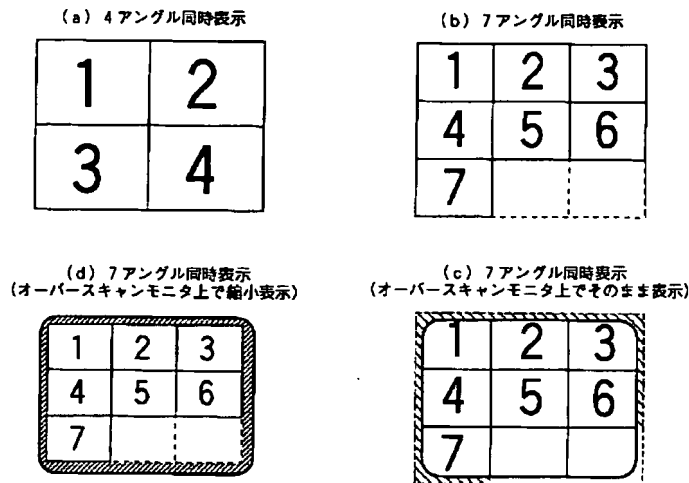 (a) 4アングル同時表示
1 2
3 4
(b) 7アングル同時表示
1 2 3
4 5 6
7
(d) 7アングル同時表示
(オーバースキャンモニタ上で縮小表示)
1 2 3
4 5 6
7
(c) 7アングル同時表示
(オーバースキャンモニタ上でそのまま表示)
1 2 3
4 5 6
7